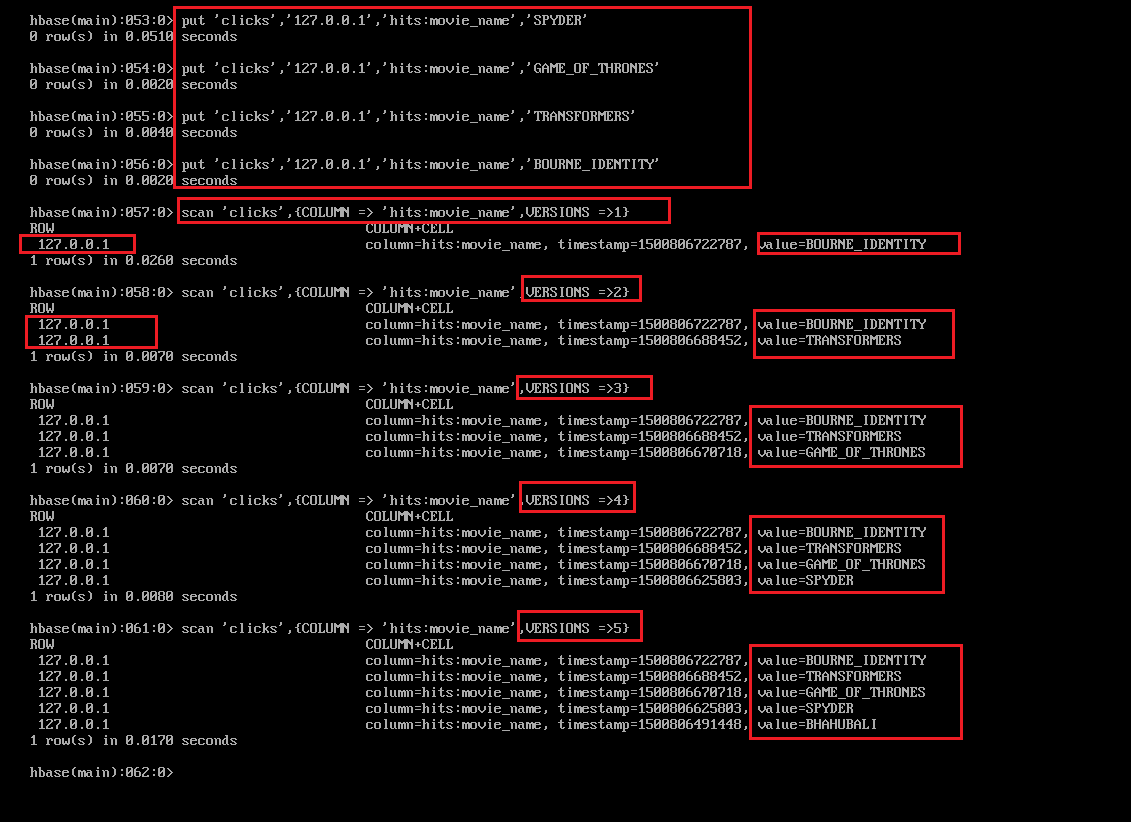 hbase(main):053:0> put 'clicks','127.0.0.1','hits:movie_name','SPYDER'
0 row(s) in 0.0510 seconds
hbase(main):054:0> put 'clicks','127.0.0.1','hits:movie_name','GAME_OF_THRONES'
0 row(s) in 0.0020 seconds
hbase(main):055:0> put 'clicks','127.0.0.1','hits:movie_name','TRANSFORMERS'
0 row(s) in 0.0040 seconds
hbase(main):056:0> put 'clicks','127.0.0.1','hits:movie_name','BOURNE_IDENTITY'
0 row(s) in 0.0020 seconds
hbase(main):057:0> scan 'clicks',{COLUMN => 'hits:movie_name',VERSIONS =>1}
ROW COLUMN+CELL
127.0.0.1 column=hits:movie_name, timestamp=1500806722787, value=BOURNE_IDENTITY
1 row(s) in 0.0260 seconds
hbase(main):058:0> scan 'clicks',{COLUMN => 'hits:movie_name',VERSIONS =>2}
ROW COLUMN+CELL
127.0.0.1 column=hits:movie_name, timestamp=1500806722787, value=BOURNE_IDENTITY
127.0.0.1 column=hits:movie_name, timestamp=1500806688452, value=TRANSFORMERS
1 row(s) in 0.0070 seconds
hbase(main):059:0> scan 'clicks',{COLUMN => 'hits:movie_name',VERSIONS =>3}
ROW COLUMN+CELL
127.0.0.1 column=hits:movie_name, timestamp=1500806722787, value=BOURNE_IDENTITY
127.0.0.1 column=hits:movie_name, timestamp=1500806688452, value=TRANSFORMERS
127.0.0.1 column=hits:movie_name, timestamp=1500806670718, value=GAME_OF_THRONES
1 row(s) in 0.0070 seconds
hbase(main):060:0> scan 'clicks',{COLUMN => 'hits:movie_name',VERSIONS =>4}
ROW COLUMN+CELL
127.0.0.1 column=hits:movie_name, timestamp=1500806722787, value=BOURNE_IDENTITY
127.0.0.1 column=hits:movie_name, timestamp=1500806688452, value=TRANSFORMERS
127.0.0.1 column=hits:movie_name, timestamp=1500806670718, value=GAME_OF_THRONES
127.0.0.1 column=hits:movie_name, timestamp=1500806625803, value=SPYDER
1 row(s) in 0.0080 seconds
hbase(main):061:0> scan 'clicks',{COLUMN => 'hits:movie_name',VERSIONS =>5}
ROW COLUMN+CELL
127.0.0.1 column=hits:movie_name, timestamp=1500806722787, value=BOURNE_IDENTITY
127.0.0.1 column=hits:movie_name, timestamp=1500806688452, value=TRANSFORMERS
127.0.0.1 column=hits:movie_name, timestamp=1500806670718, value=GAME_OF_THRONES
127.0.0.1 column=hits:movie_name, timestamp=1500806625803, value=SPYDER
127.0.0.1 column=hits:movie_name, timestamp=1500806491448, value=BHAHUBALI
1 row(s) in 0.0170 seconds
hbase(main):062:0>